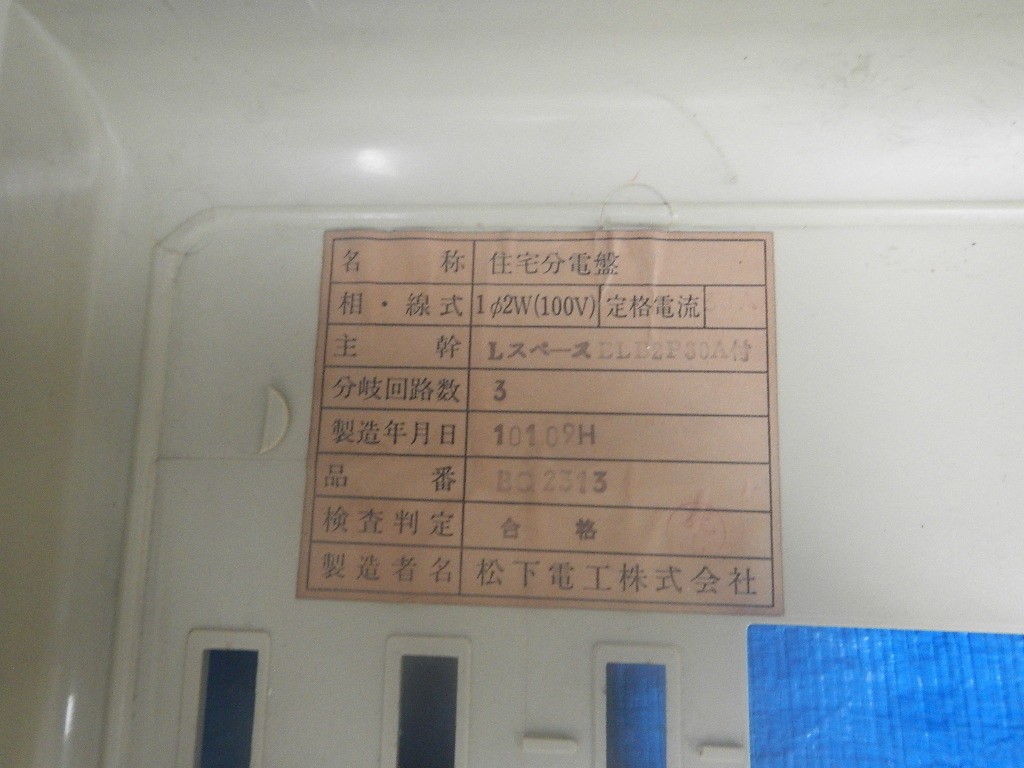 名称 住宅分電盤
相・線式 1φ2W(100V) 定格電流
主幹 Lスペース ELB2P30A付
分岐回路数 3
製造年月日 10109H
品番 BQ2313
検査判定 合格
製造者名 松下電工株式会社